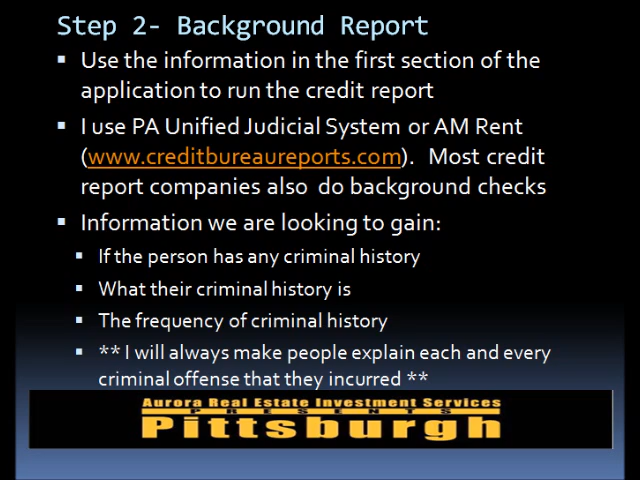 Step 2- Background Report
Use the information in the first section of the
application to run the credit report
I use PA Unified Judicial System or AM Rent
(www.creditbureaureports.com). Most credit
report companies also do background checks
Information we are looking to gain:
If the person has any criminal history
What their criminal history is
The frequency of criminal history
** I will always make people explain each and every
criminal offense that they incurred **
Aurora Real Estate Investment Services
PRESENTS
Pittsburgh